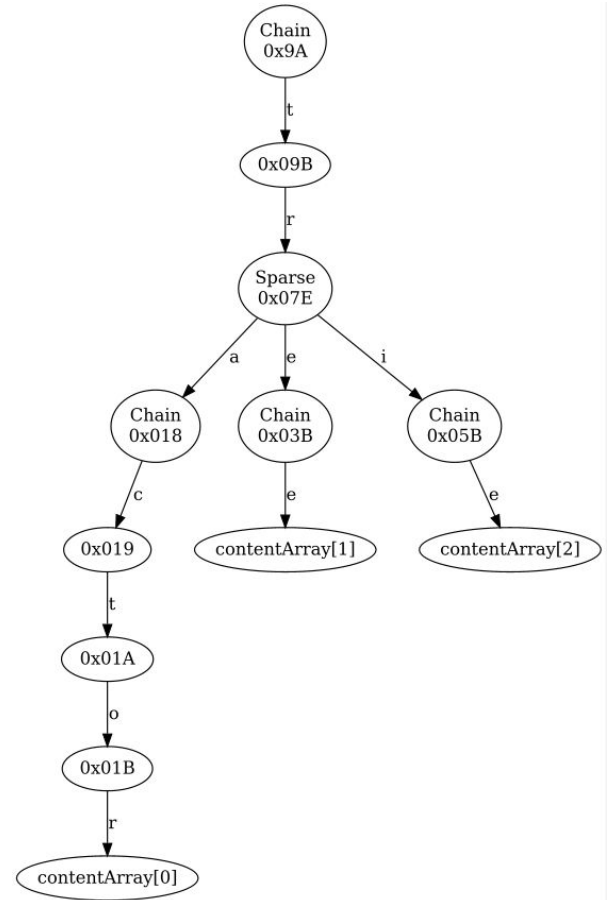 Chain
0x9A
t
0x09B
r
Sparse
0x07E
a
e
i
Chain
0x018
Chain
0x03B
Chain
0x05B
c
e
e
0x019
contentArray[1]
contentArray[2]
t
0x01A
o
0x01B
r
contentArray[0]